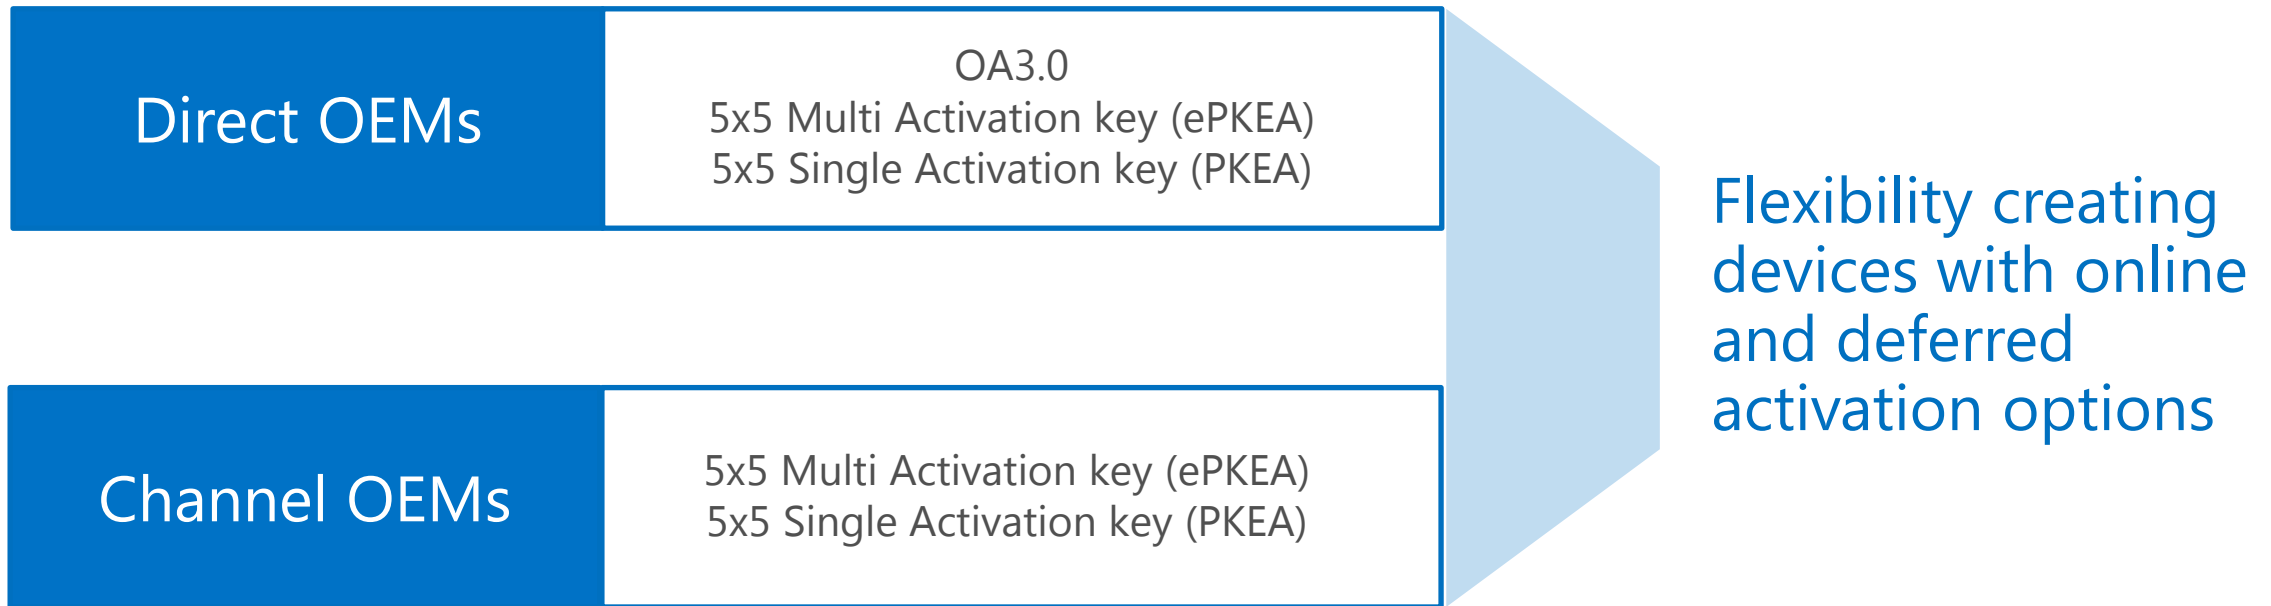 Direct OEMs
OA3.0
5x5 Multi Activation key (ePKEA)
5x5 Single Activation key (PKEA)
Channel OEMs
5x5 Multi Activation key (ePKEA)
5x5 Single Activation key (PKEA)
Flexibility creating
devices with online
and deferred
activation options